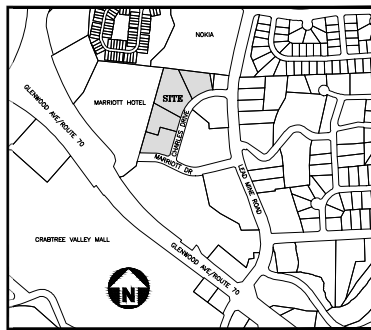 NOKIA
GLENWOOD AVE/ROUTE 70
MARRIOTT HOTEL
SITE
CHARLES DRIVE
MARRIOTT DR
LEAD MINE ROAD
CRABTREE VALLEY MALL
GLENWOOD AVE/ROUTE 70
N